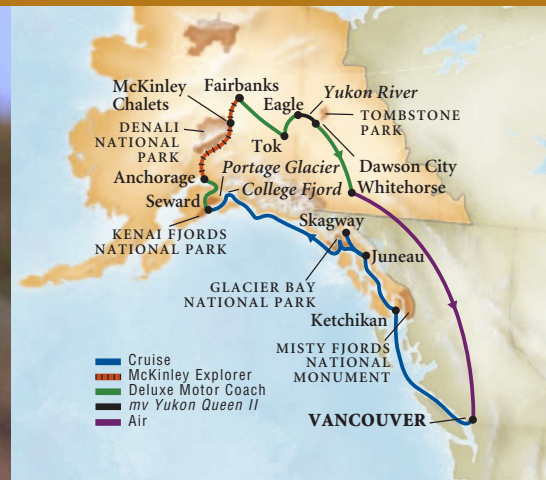 McKinley
Chalets
Fairbanks
Eagle
Yukon River
TOMBSTONE
PARK
DENALI
NATIONAL
PARK
Tok
Dawson City
Portage Glacier
Anchorage
College Fjord
Whitehorse
Seward
Skagway
KENAI FJORDS
NATIONAL PARK
Juneau
GLACIER BAY
NATIONAL PARK
Ketchikan
MISTY FJORDS
NATIONAL
MONUMENT
Cruise
McKinley Explorer
Deluxe Motor Coach
mv Yukon Queen II
Air
VANCOUVER